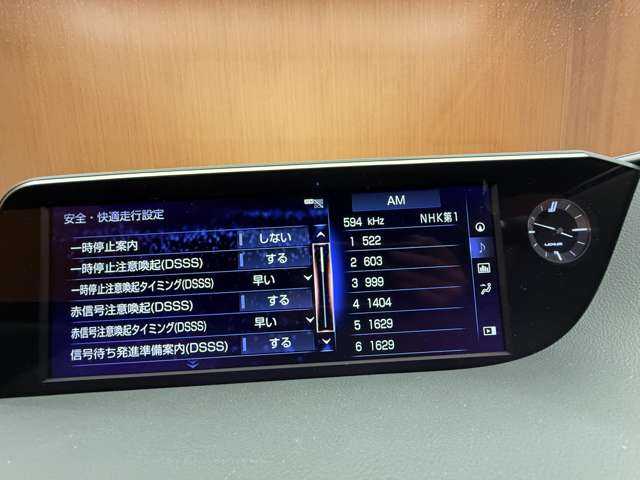 安全・快適走行設定
一時停止案内 しない
一時停止注意喚起(DSSS) する
一時停止注意喚起タイミング(DSSS) 早い
赤信号注意喚起(DSSS) する
赤信号注意喚起タイミング(DSSS) 早い
信号待ち発進準備案内(DSSS) する
AM
594 kHz NHK第1
1 522
2 603
3 999
4 1404
5 1629
6 1629
LEXUS